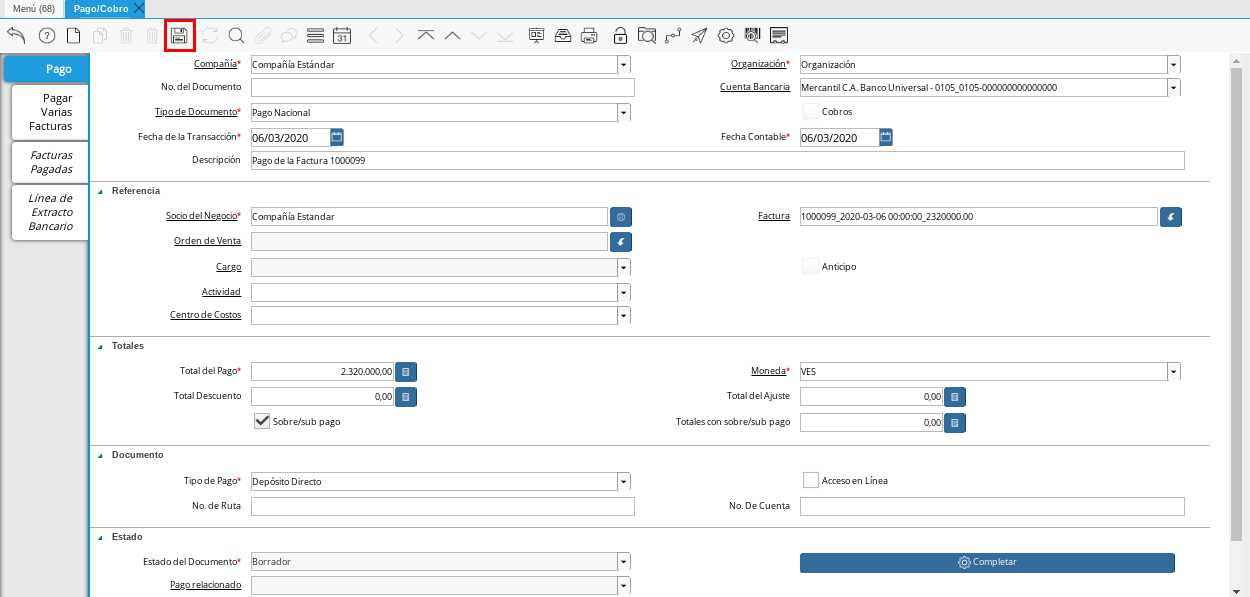 Menú (68) Pago/Cobro
31
Pago
Pagar
Varias
Facturas
Facturas
Pagadas
Línea de
Extracto
Bancario
Compañía* Compañía Estándar Organización* Organización
No. del Documento Cuenta Bancaria Mercantil C.A. Banco Universal - 0105_0105-000000000000000
Tipo de Documento* Pago Nacional Cobros
Fecha de la Transacción* 06/03/2020 Fecha Contable* 06/03/2020
Descripción Pago de la Factura 1000099
Referencia
Socio del Negocio* Compañía Estandar Factura 1000099_2020-03-06 00:00:00_2320000.00
Orden de Venta
Cargo Anticipo
Actividad
Centro de Costos
Totales
Total del Pago* 2.320.000,00 Moneda* VES
Total Descuento 0,00 Total del Ajuste 0,00
Sobre/sub pago Totales con sobre/sub pago 0,00
Documento
Tipo de Pago* Depósito Directo Acceso en Línea
No. de Ruta No. De Cuenta
Estado
Estado del Documento* Borrador Completar
Pago relacionado